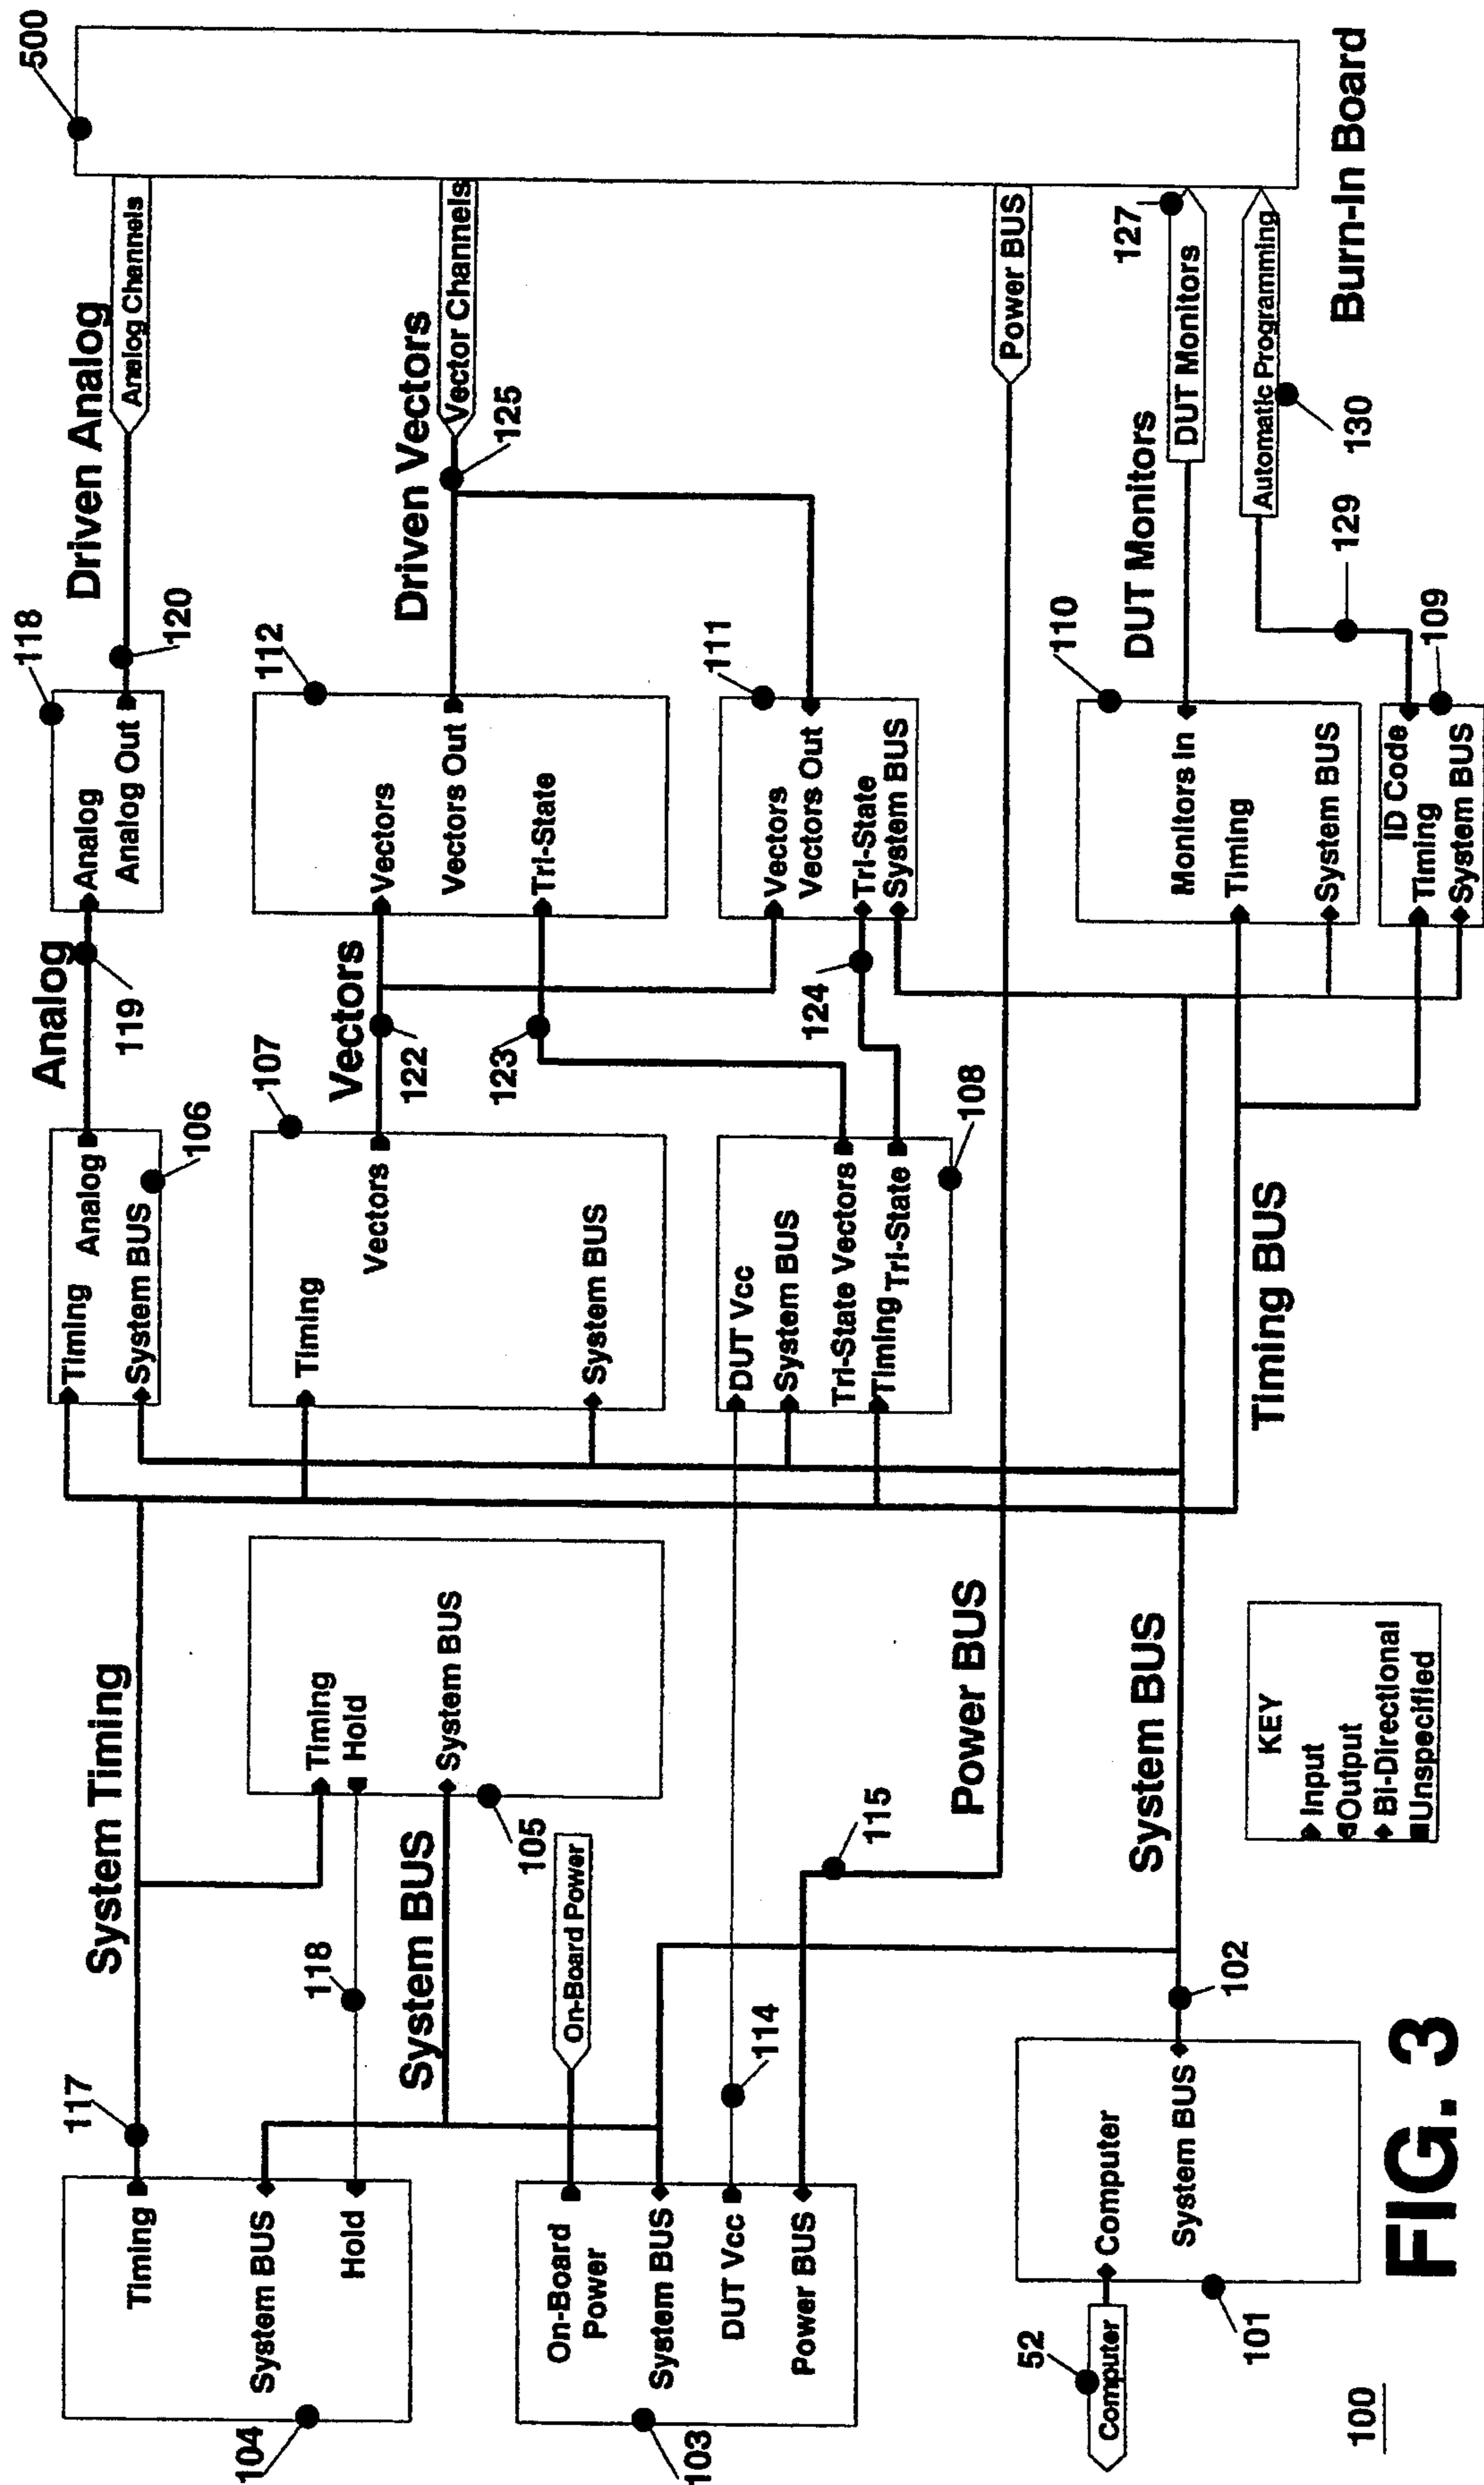 500
Analog Channels
Vector Channels
Power BUS
127
DUT Monitors
Automatic Programming
Burn-In Board
Driven Analog
Driven Vectors
125
DUT Monitors
130
129
118
120
Analog
Analog Out
112
Vectors
Vectors Out
Tri-State
111
Vectors
Vectors Out
Tri-State
System BUS
110
Monitors In
Timing
System BUS
109
ID Code
Timing
System BUS
Analog
119
Vectors
122
123
124
106
Timing
Analog
System BUS
107
Timing
Vectors
System BUS
108
DUT Vcc
System BUS
Tri-State Vectors
Timing
Tri-State
Timing BUS
System Timing
Timing
Hold
System BUS
105
118
System BUS
On-Board Power
Power BUS
115
System BUS
KEY
Input
Output
Bi-Directional
Unspecified
117
114
102
Timing
System BUS
Hold
104
On-Board
Power
System BUS
DUT Vcc
Power BUS
103
Computer
System BUS
101
52
Computer
100
FIG. 3